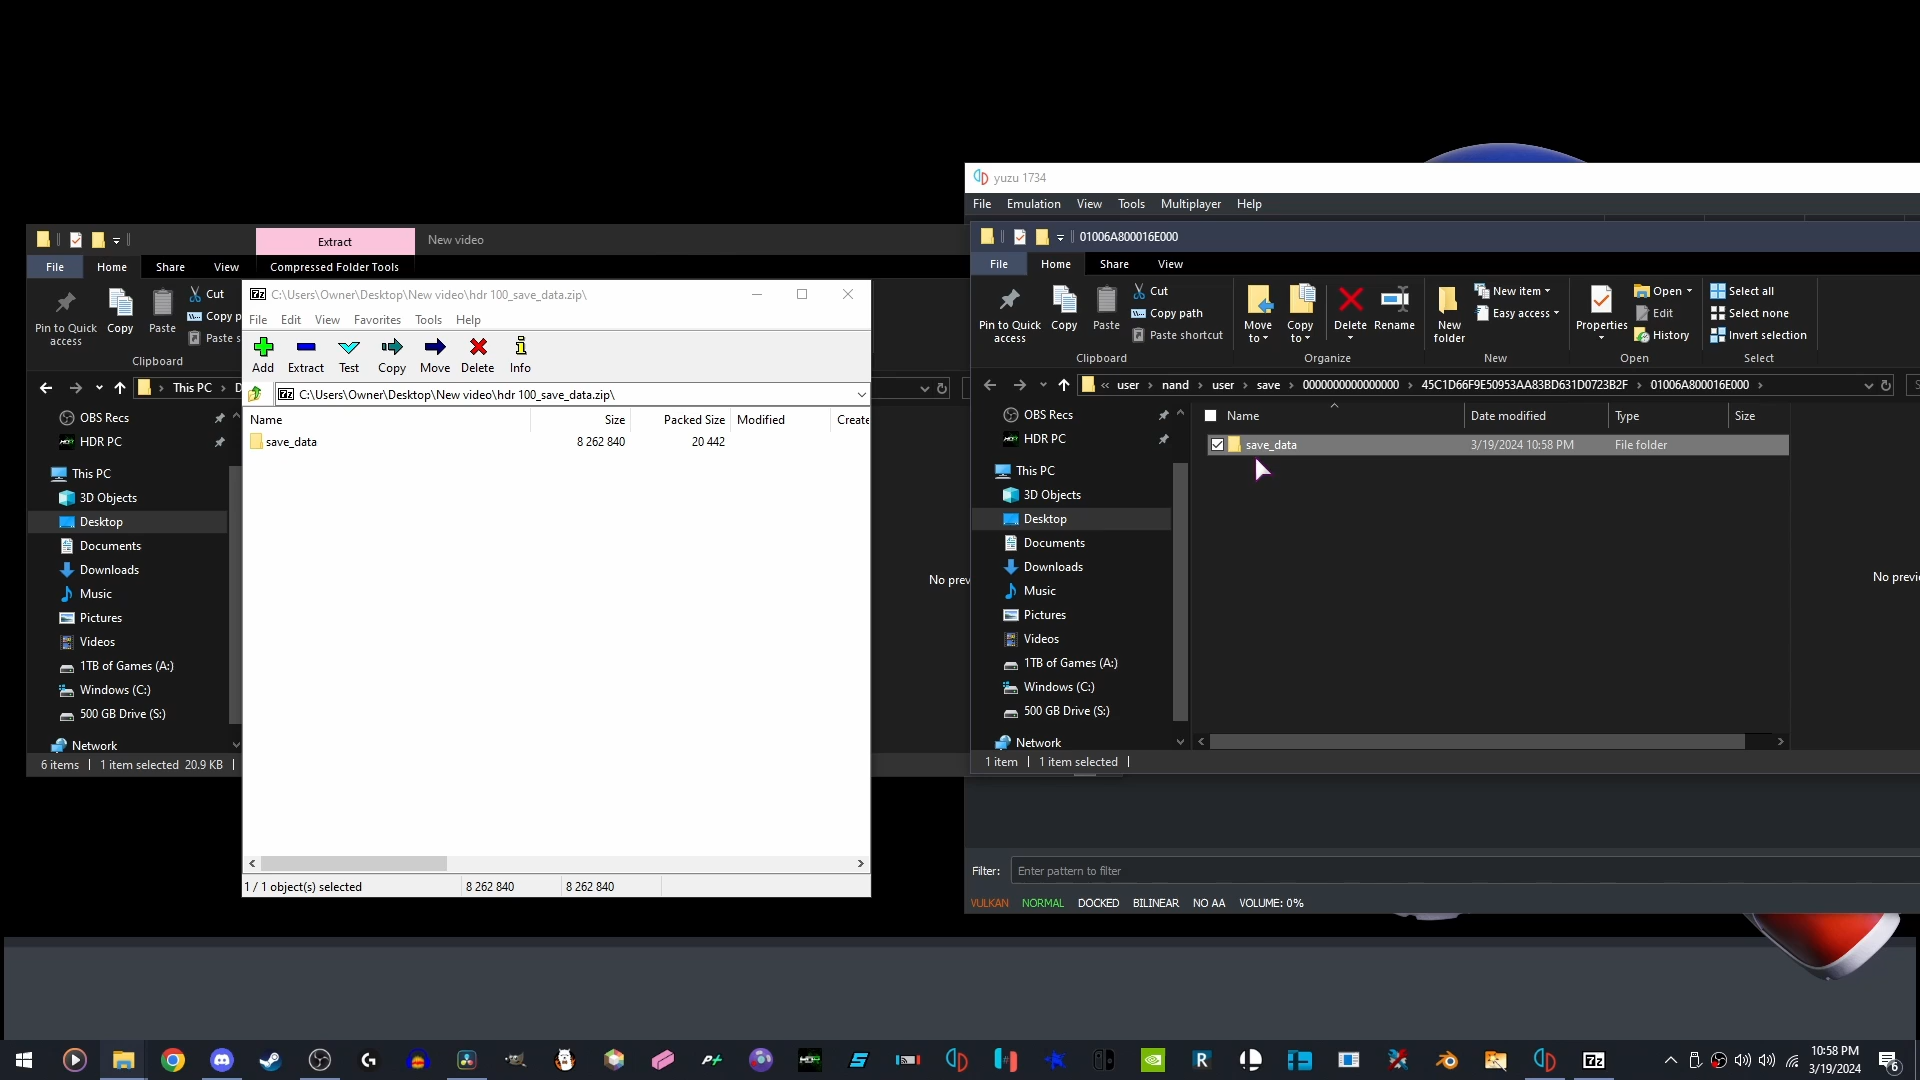 yuzu 1734
File Emulation View Tools Multiplayer Help
Extract New video
File Home Share View Compressed Folder Tools
Pin to Quick access
Copy
Paste
Cut
Copy p
Paste s
Clipboard
This PC
OBS Recs
HDR PC
This PC
3D Objects
Desktop
Documents
Downloads
Music
Pictures
Videos
1TB of Games (A:)
Windows (C:)
500 GB Drive (S:)
Network
6 items 1 item selected 20.9 KB
No prev
7z C:\Users\Owner\Desktop\New video\hdr 100_save_data.zip\
File Edit View Favorites Tools Help
Add Extract Test Copy Move Delete Info
7z C:\Users\Owner\Desktop\New video\hdr 100_save_data.zip\
Name Size Packed Size Modified Create
save_data 8 262 840 20 442
1 / 1 object(s) selected 8 262 840 8 262 840
01006A800016E000
File Home Share View
Pin to Quick access
Copy
Paste
Cut
Copy path
Paste shortcut
Clipboard
Move to
Copy to
Delete
Rename
Organize
New folder
New item
Easy access
New
Properties
Open
Edit
History
Open
Select all
Select none
Invert selection
Select
« user › nand › user › save › 0000000000000000 › 45C1D66F9E50953AA83BD631D0723B2F › 01006A800016E000 ›
OBS Recs
HDR PC
This PC
3D Objects
Desktop
Documents
Downloads
Music
Pictures
Videos
1TB of Games (A:)
Windows (C:)
500 GB Drive (S:)
Network
Name Date modified Type Size
save_data 3/19/2024 10:58 PM File folder
No previe
1 item 1 item selected
Filter: Enter pattern to filter
VULKAN NORMAL DOCKED BILINEAR NO AA VOLUME: 0%
10:58 PM
3/19/2024
6